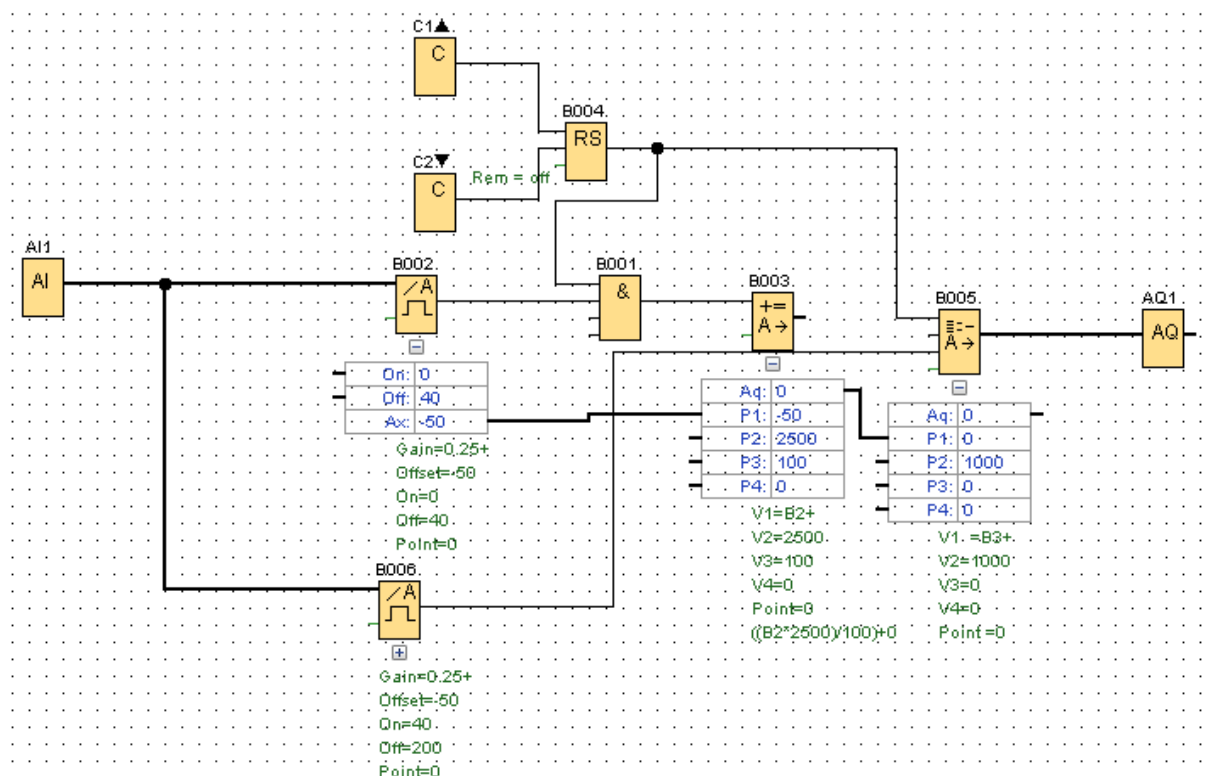 C1▲
C
B004
RS
C2▼
C
Rem = off
AI1
AI
B002
/A
B001
&
B003
+=
A→
B005
A→
AQ1
AQ
On: 0
Off: 40
Ax: -50
Gain=0.25+
Offset=-50
On=0
Off=40
Point=0
Aq: 0
P1: -50
P2: 2500
P3: 100
P4: 0
V1=B2+
V2=2500
V3=100
V4=0
Point=0
((B2*2500)/100)+0
Aq: 0
P1: 0
P2: 1000
P3: 0
P4: 0
V1 =B3+
V2=1000
V3=0
V4=0
Point=0
B006
/A
Gain=0.25+
Offset=-50
On=40
Off=200
Point=0